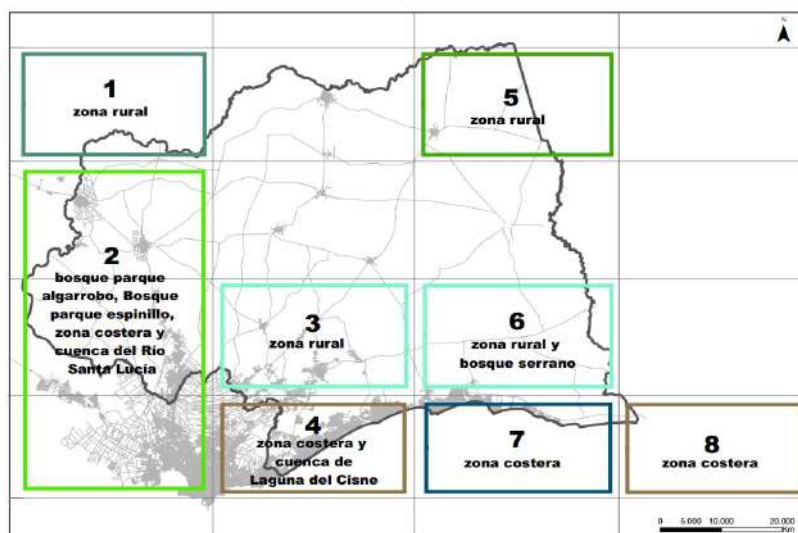 N
1
zona rural
5
zona rural
2
bosque parque
algarrobo, Bosque
parque espinillo,
zona costera y
cuenca del Río
Santa Lucía
3
zona rural
6
zona rural y
bosque serrano
4
zona costera y
cuenca de
Laguna del Cisne
7
zona costera
8
zona costera
0 5.000 10.000 20.000
Km